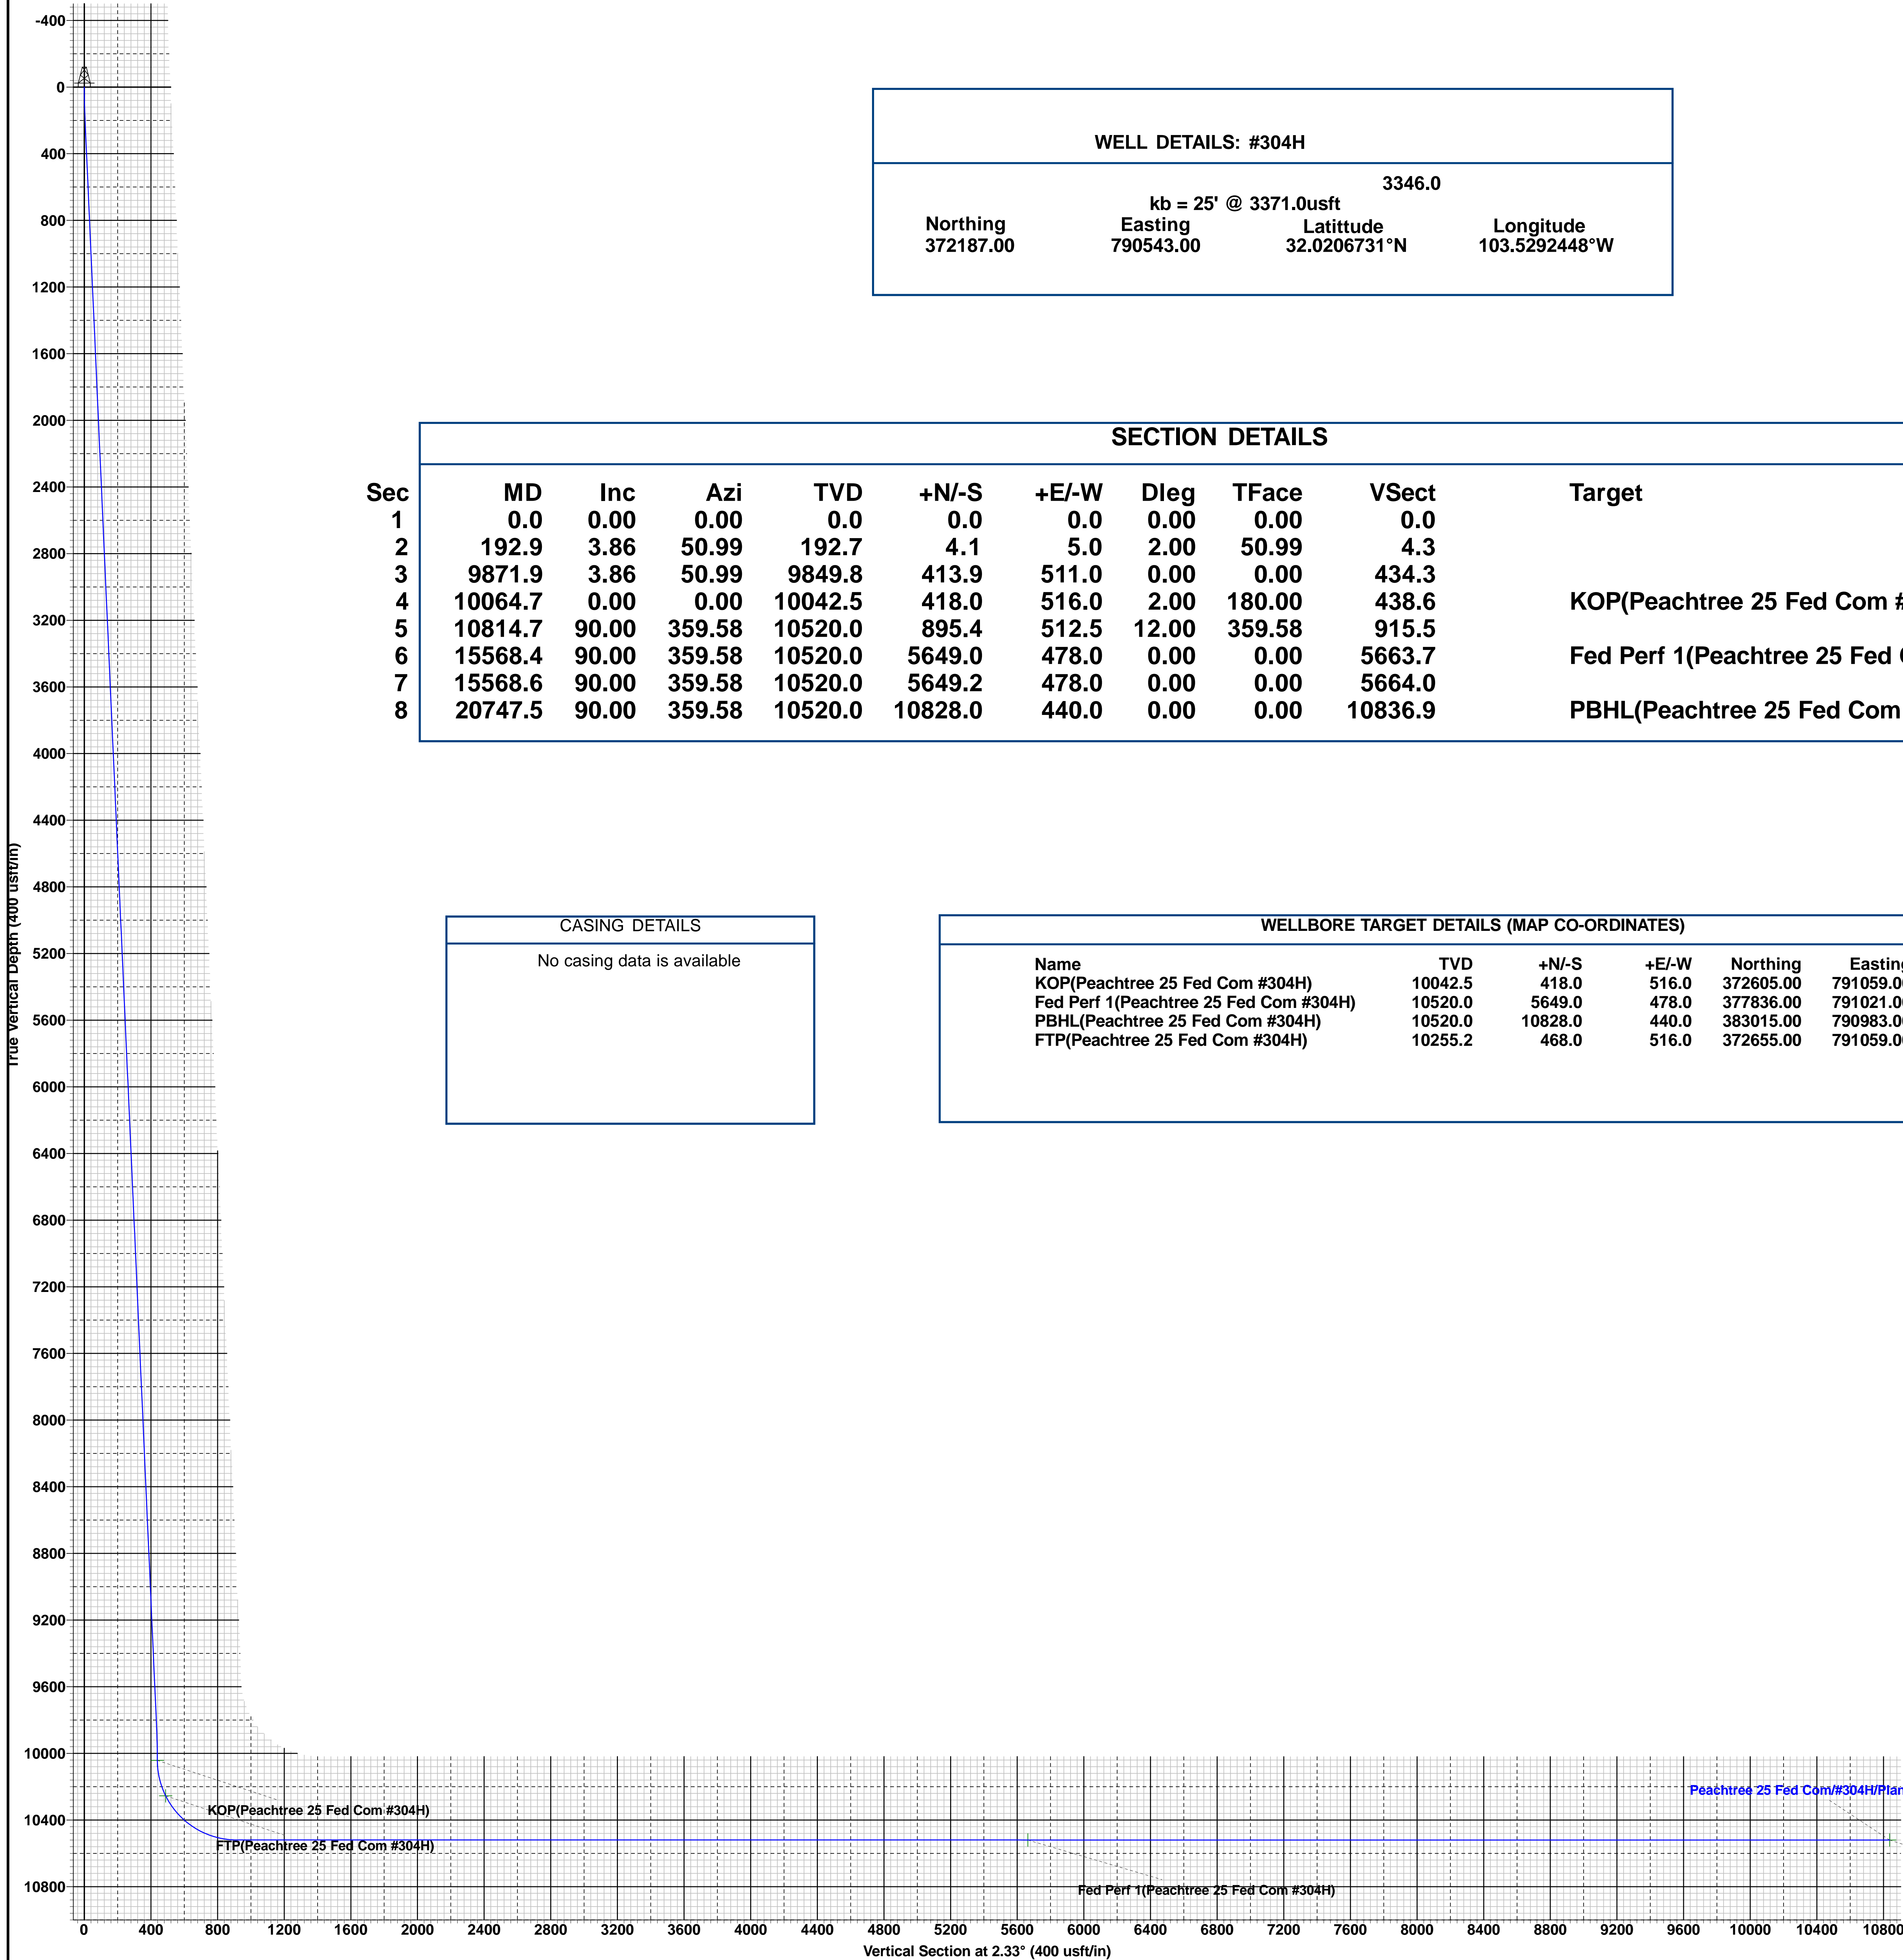 WELL DETAILS: #304H
3346.0
kb = 25' @ 3371.0usft
Northing Easting Latittude Longitude
372187.00 790543.00 32.0206731°N 103.5292448°W
SECTION DETAILS
Sec MD Inc Azi TVD +N/-S +E/-W Dleg TFace VSect Target
1 0.0 0.00 0.00 0.0 0.0 0.0 0.00 0.00 0.0
2 192.9 3.86 50.99 192.7 4.1 5.0 2.00 50.99 4.3
3 9871.9 3.86 50.99 9849.8 413.9 511.0 0.00 0.00 434.3
4 10064.7 0.00 0.00 10042.5 418.0 516.0 2.00 180.00 438.6 KOP(Peachtree 25 Fed Com #
5 10814.7 90.00 359.58 10520.0 895.4 512.5 12.00 359.58 915.5
6 15568.4 90.00 359.58 10520.0 5649.0 478.0 0.00 0.00 5663.7 Fed Perf 1(Peachtree 25 Fed
7 15568.6 90.00 359.58 10520.0 5649.2 478.0 0.00 0.00 5664.0
8 20747.5 90.00 359.58 10520.0 10828.0 440.0 0.00 0.00 10836.9 PBHL(Peachtree 25 Fed Com
CASING DETAILS
No casing data is available
WELLBORE TARGET DETAILS (MAP CO-ORDINATES)
Name TVD +N/-S +E/-W Northing Easting
KOP(Peachtree 25 Fed Com #304H) 10042.5 418.0 516.0 372605.00 791059.0
Fed Perf 1(Peachtree 25 Fed Com #304H) 10520.0 5649.0 478.0 377836.00 791021.0
PBHL(Peachtree 25 Fed Com #304H) 10520.0 10828.0 440.0 383015.00 790983.0
FTP(Peachtree 25 Fed Com #304H) 10255.2 468.0 516.0 372655.00 791059.0
True Vertical Depth (400 usft/in)
-400
0
400
800
1200
1600
2000
2400
2800
3200
3600
4000
4400
4800
5200
5600
6000
6400
6800
7200
7600
8000
8400
8800
9200
9600
10000
10400
10800
Peachtree 25 Fed Com/#304H/Plan
KOP(Peachtree 25 Fed Com #304H)
FTP(Peachtree 25 Fed Com #304H)
Fed Perf 1(Peachtree 25 Fed Com #304H)
0 400 800 1200 1600 2000 2400 2800 3200 3600 4000 4400 4800 5200 5600 6000 6400 6800 7200 7600 8000 8400 8800 9200 9600 10000 10400 10800
Vertical Section at 2.33° (400 usft/in)